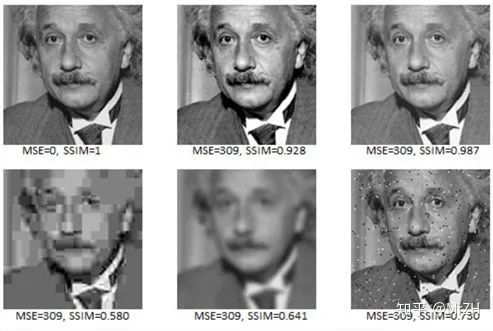 MSE=0, SSIM=1
MSE=309, SSIM=0.928
MSE=309, SSIM=0.987
MSE=309, SSIM=0.580
MSE=309, SSIM=0.641
MSE=309, SSIM=0.730
知乎 @Mr7H